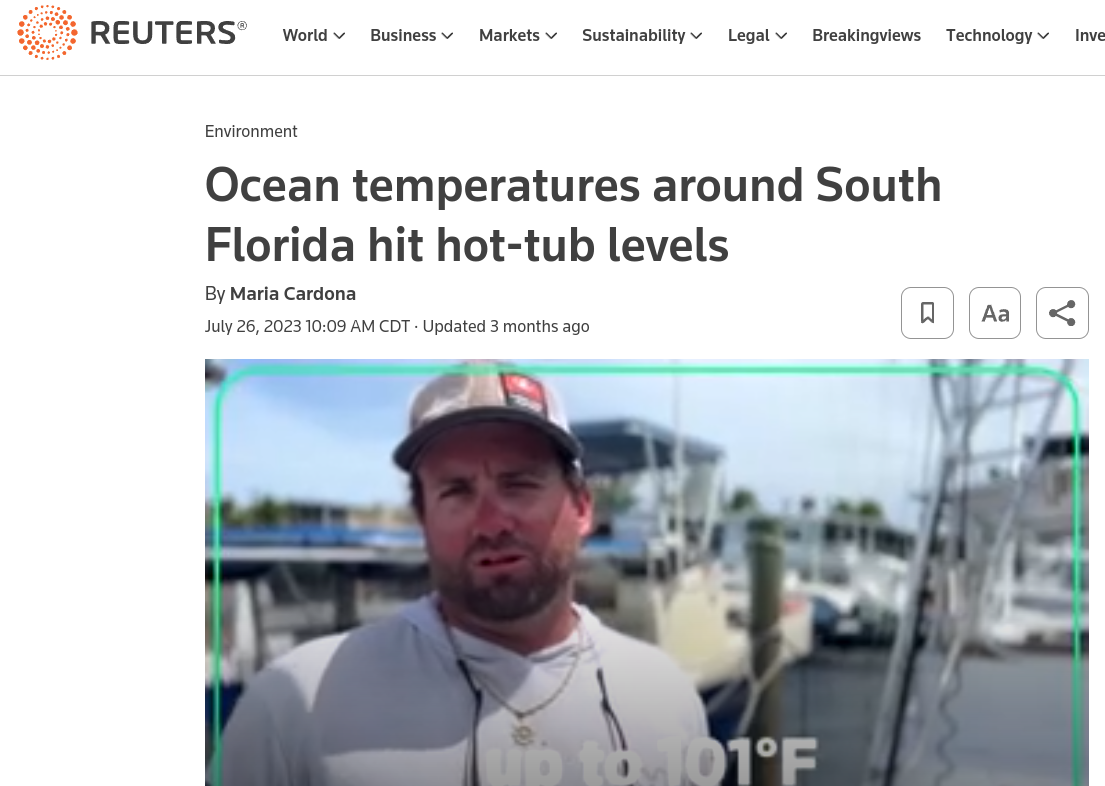 REUTERS®
World
Business
Markets
Sustainability
Legal
Breakingviews
Technology
Inve
Environment
Ocean temperatures around South
Florida hit hot-tub levels
By Maria Cardona
July 26, 2023 10:09 AM CDT · Updated 3 months ago
Aa
up to 101°F